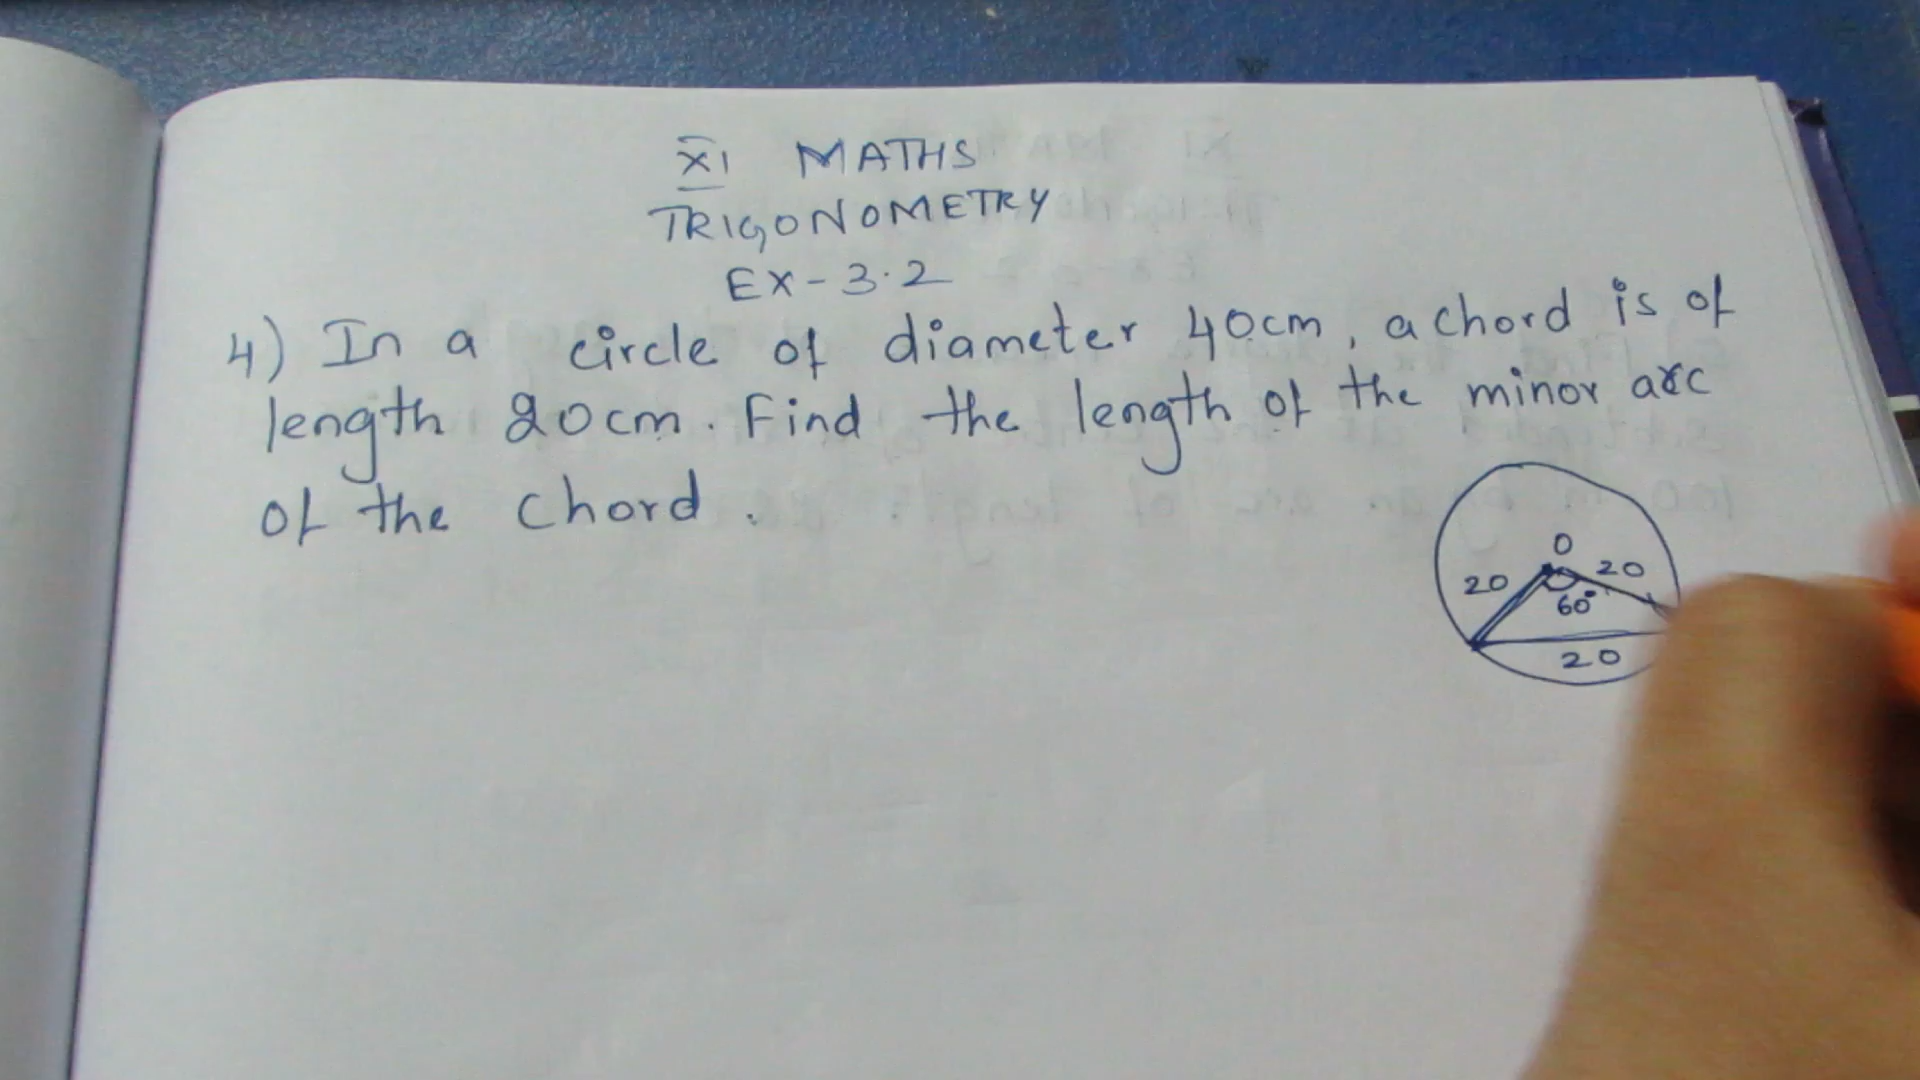 XI MATHS
TRIGONOMETRY
EX-3.2
4) In a circle of diameter 40cm, a chord is of
length 20cm. Find the length of the minor arc
of the chord.
O
20 20
60°
20